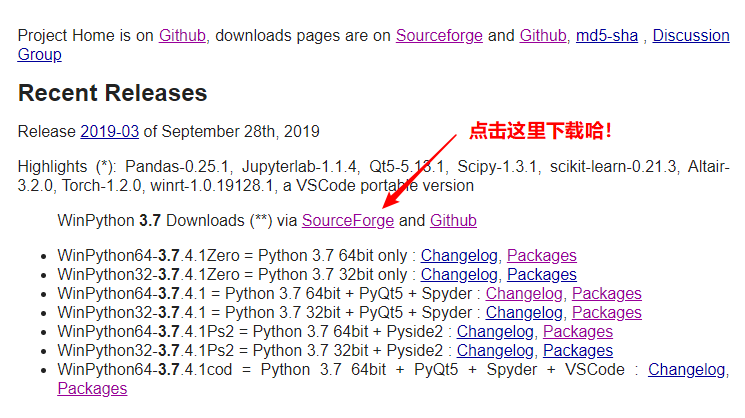 Project Home is on Github, downloads pages are on Sourceforge and Github, md5-sha , Discussion
Group
Recent Releases
Release 2019-03 of September 28th, 2019
点击这里下载哈！
Highlights (*): Pandas-0.25.1, Jupyterlab-1.1.4, Qt5-5.13.1, Scipy-1.3.1, scikit-learn-0.21.3, Altair-
3.2.0, Torch-1.2.0, winrt-1.0.19128.1, a VSCode portable version
WinPython 3.7 Downloads (**) via SourceForge and Github
• WinPython64-3.7.4.1Zero = Python 3.7 64bit only : Changelog, Packages
• WinPython32-3.7.4.1Zero = Python 3.7 32bit only : Changelog, Packages
• WinPython64-3.7.4.1 = Python 3.7 64bit + PyQt5 + Spyder : Changelog, Packages
• WinPython32-3.7.4.1 = Python 3.7 32bit + PyQt5 + Spyder : Changelog, Packages
• WinPython64-3.7.4.1Ps2 = Python 3.7 64bit + Pyside2 : Changelog, Packages
• WinPython32-3.7.4.1Ps2 = Python 3.7 32bit + Pyside2 : Changelog, Packages
• WinPython64-3.7.4.1cod = Python 3.7 64bit + PyQt5 + Spyder + VSCode : Changelog,
Packages